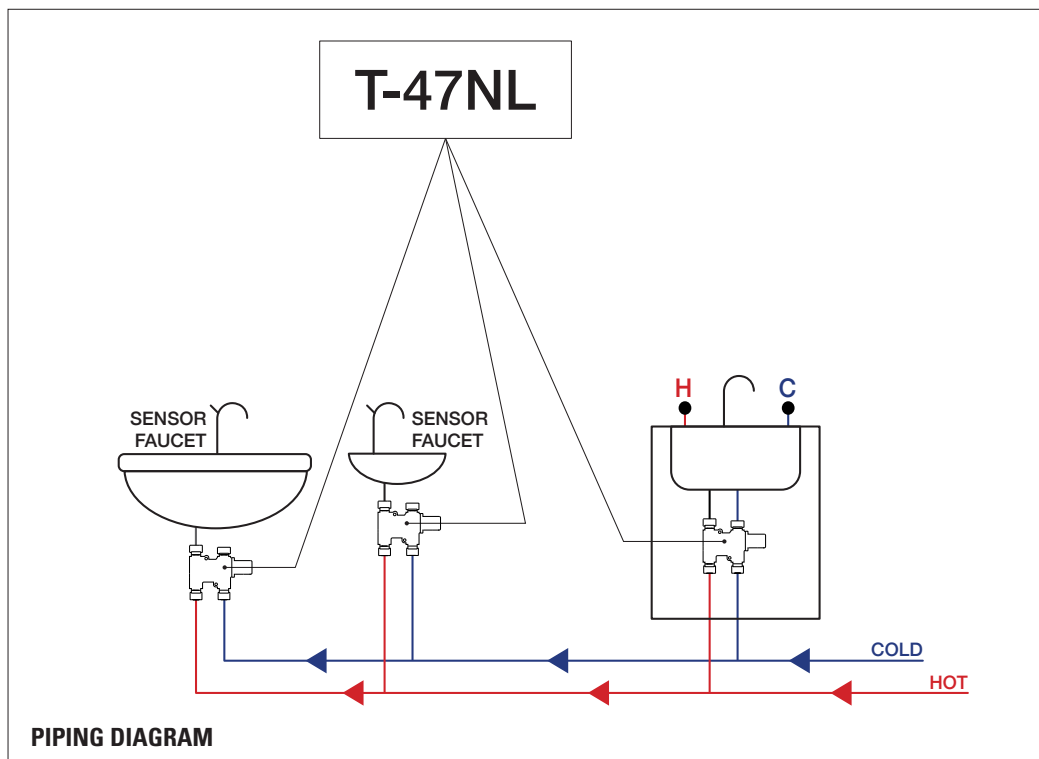 T-47NL
H
C
SENSOR
FAUCET
SENSOR
FAUCET
COLD
HOT
PIPING DIAGRAM